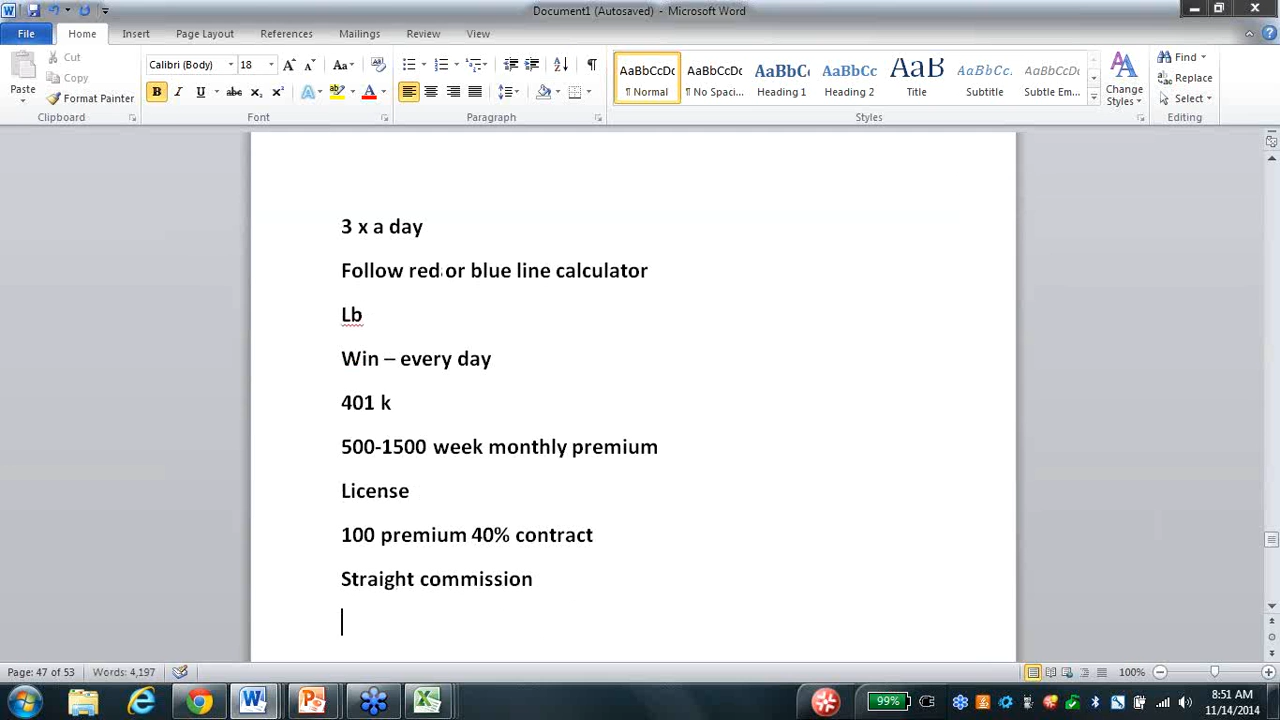 Document1 (Autosaved) - Microsoft Word
File Home Insert Page Layout References Mailings Review View
Paste
Cut
Copy
Format Painter
Clipboard
Calibri (Body) 18
Font
Paragraph
AaBbCcDc AaBbCcDc AaBbCc AaBbCc AaB AaBbCc. AaBbCcDc
¶ Normal ¶ No Spaci... Heading 1 Heading 2 Title Subtitle Subtle Em...
Change Styles
Styles
Find
Replace
Select
Editing
3 x a day
Follow red or blue line calculator
Lb
Win – every day
401 k
500-1500 week monthly premium
License
100 premium 40% contract
Straight commission
Page: 47 of 53 Words: 4,197 100%
99% 8:51 AM
11/14/2014